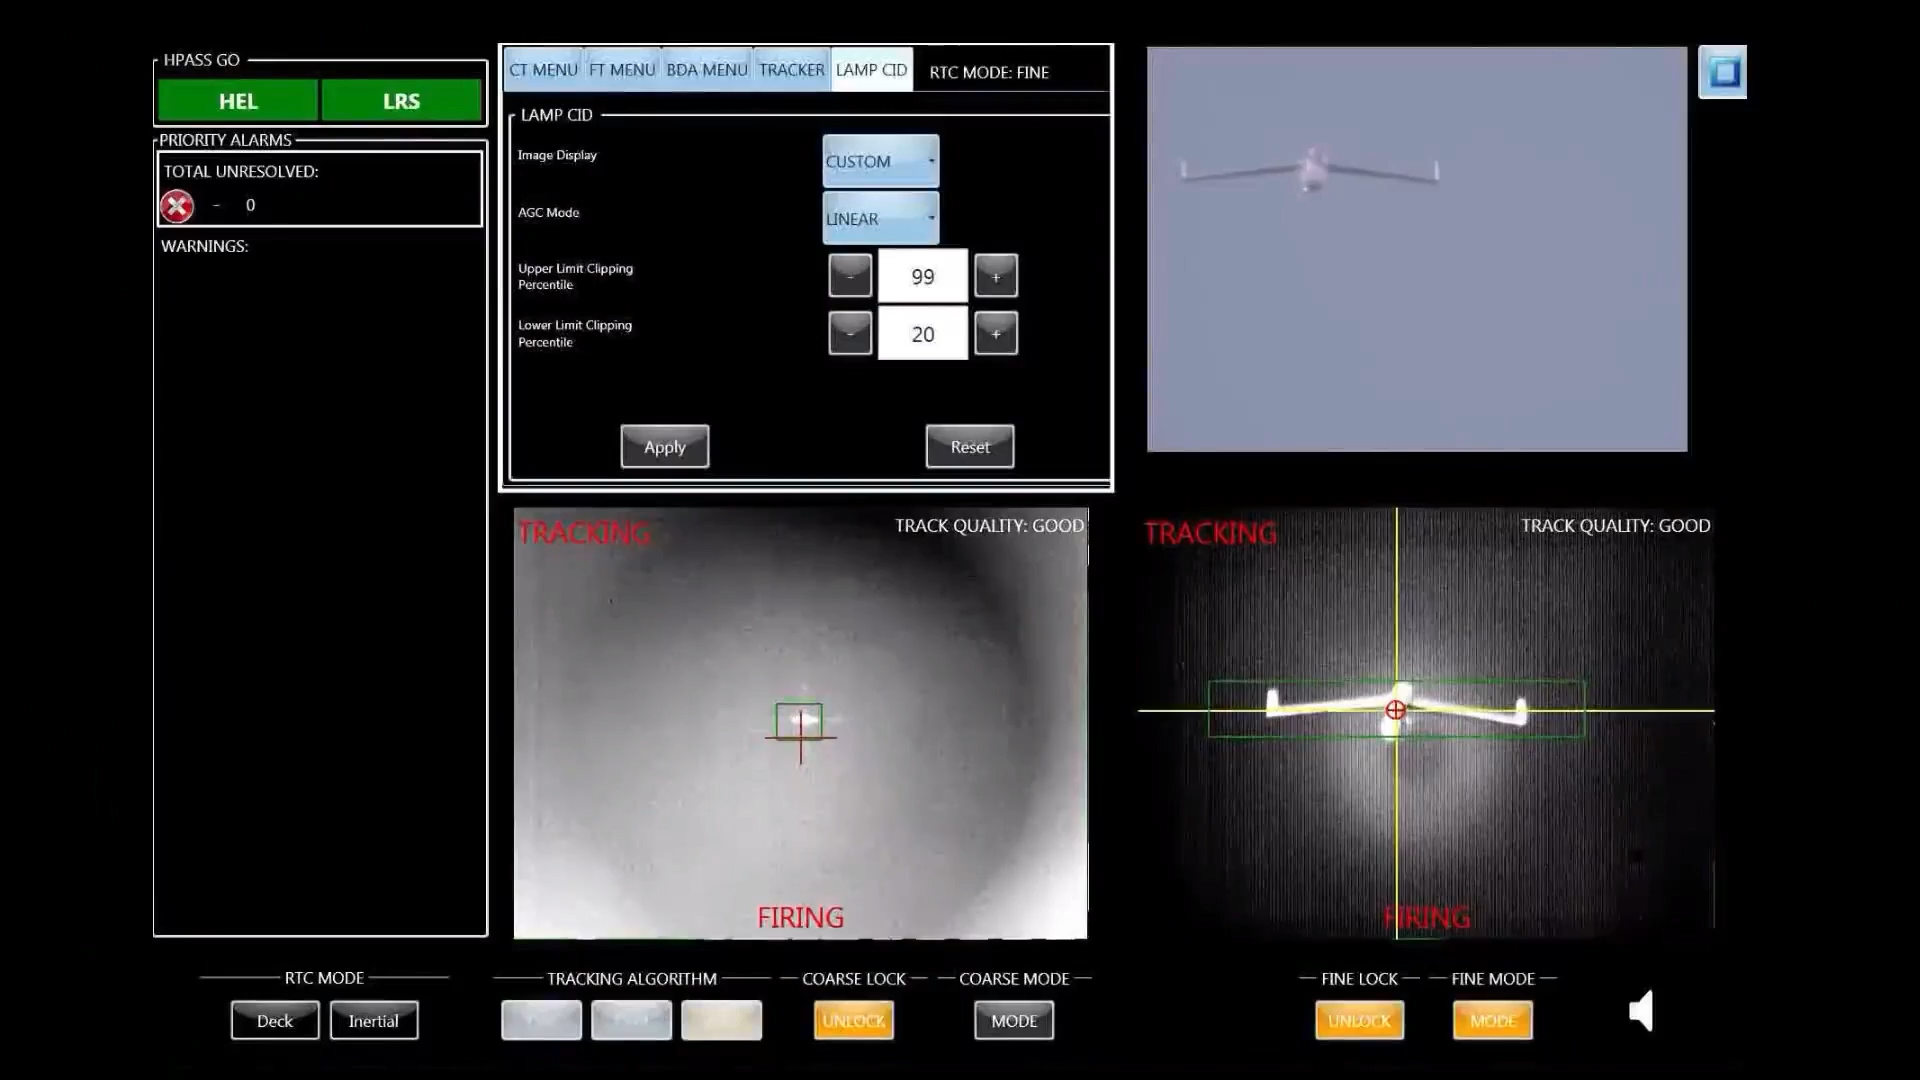 HPASS GO
HEL
LRS
PRIORITY ALARMS
TOTAL UNRESOLVED:
- 0
WARNINGS:
CT MENU
FT MENU
BDA MENU
TRACKER
LAMP CID
RTC MODE: FINE
LAMP CID
Image Display
CUSTOM
AGC Mode
LINEAR
Upper Limit Clipping
Percentile
- 99 +
Lower Limit Clipping
Percentile
- 20 +
Apply
Reset
TRACKING
TRACK QUALITY: GOOD
FIRING
TRACKING
TRACK QUALITY: GOOD
FIRING
RTC MODE
Deck
Inertial
TRACKING ALGORITHM
COARSE LOCK
UNLOCK
COARSE MODE
MODE
FINE LOCK
UNLOCK
FINE MODE
MODE